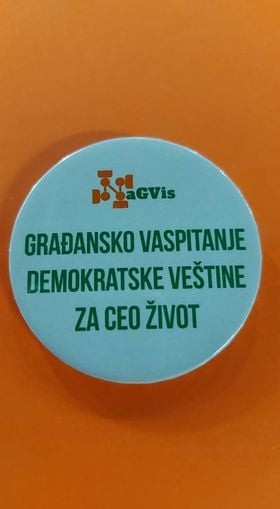 NaGVis
GRAĐANSKO VASPITANJE
DEMOKRATSKE VEŠTINE
ZA CEO ŽIVOT